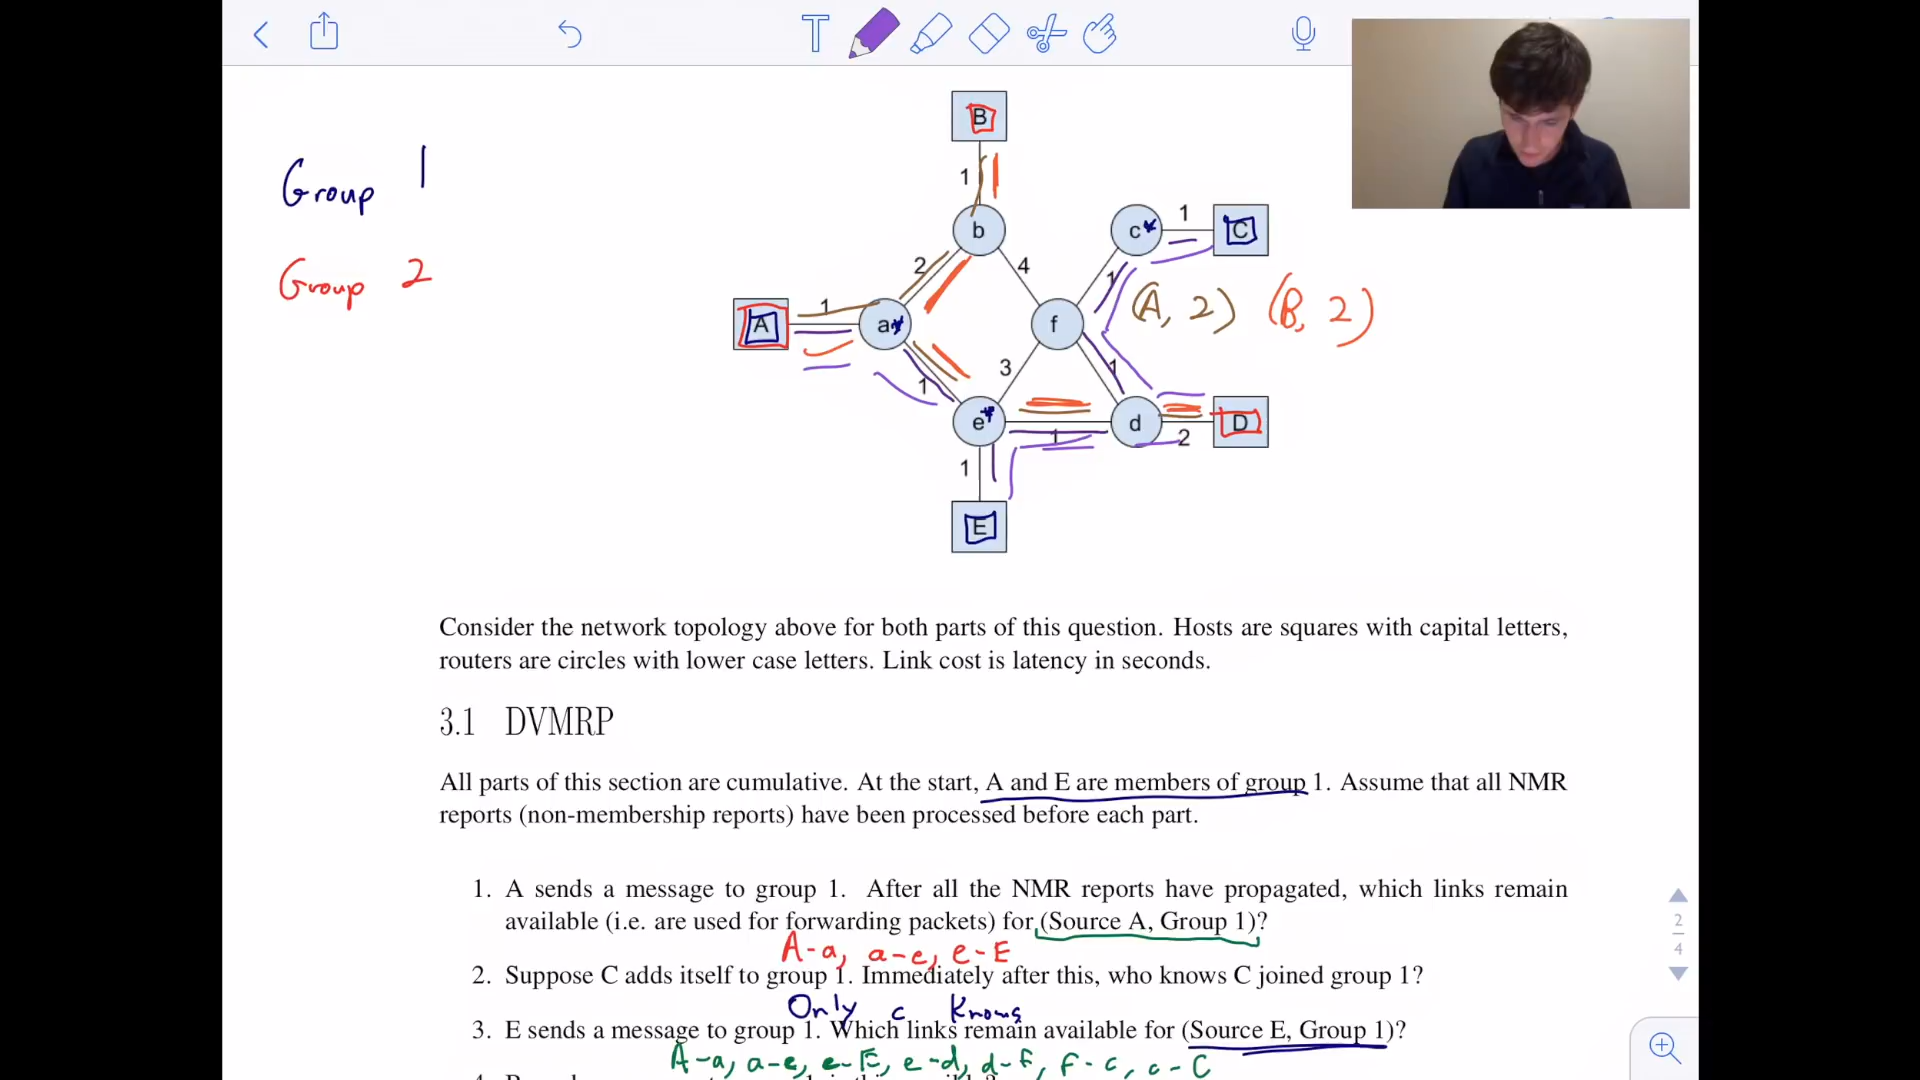 T
B
Group 1
1
b
c
1
C
Group 2
2
4
1
(A, 2) (B, 2)
A
1
a
f
1
3
1
e
d
D
1
2
1
E
Consider the network topology above for both parts of this question. Hosts are squares with capital letters,
routers are circles with lower case letters. Link cost is latency in seconds.
3.1 DVMRP
All parts of this section are cumulative. At the start, A and E are members of group 1. Assume that all NMR
reports (non-membership reports) have been processed before each part.
1. A sends a message to group 1. After all the NMR reports have propagated, which links remain
available (i.e. are used for forwarding packets) for (Source A, Group 1)?
A-a, a-e, e-E
2. Suppose C adds itself to group 1. Immediately after this, who knows C joined group 1?
Only c knows
3. E sends a message to group 1. Which links remain available for (Source E, Group 1)?
A-a, a-e, e-E, e-d, d-f, f-c, c-C
2
4